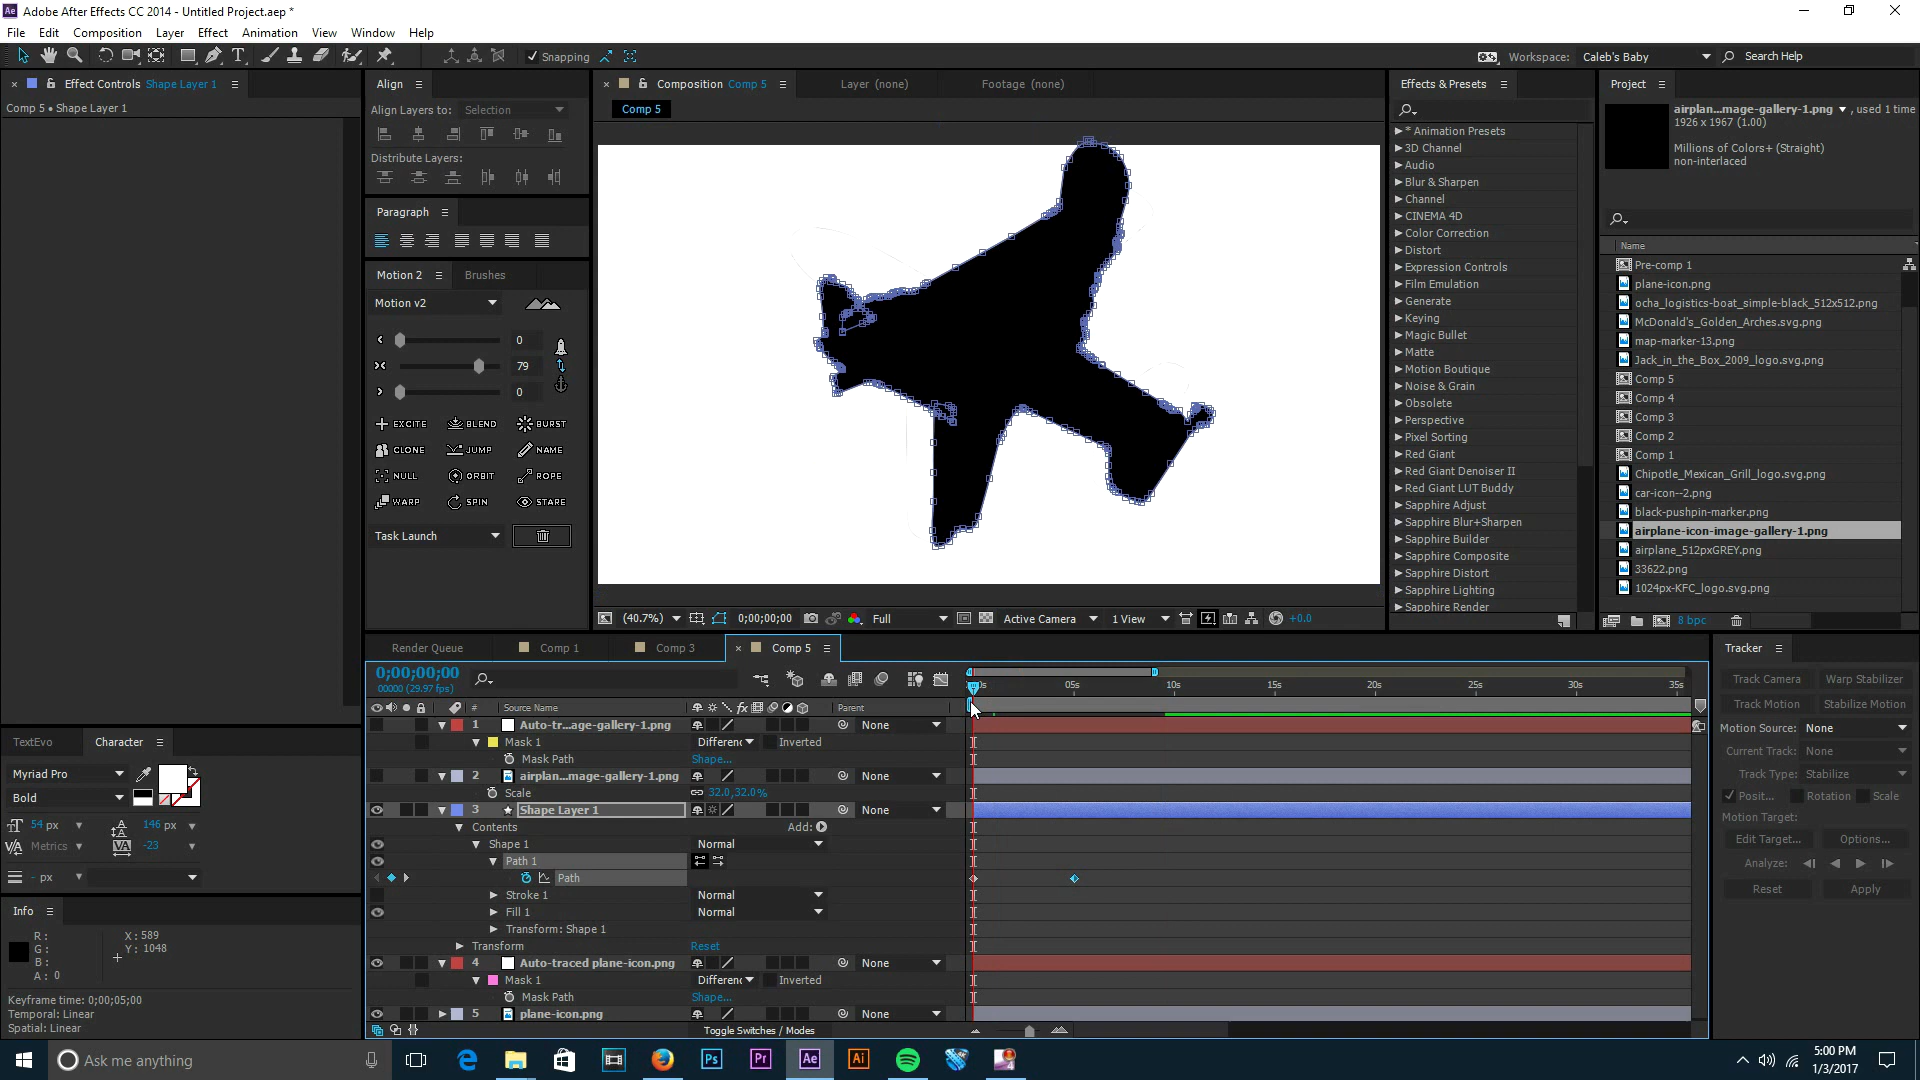 Adobe After Effects CC 2014 - Untitled Project.aep *
File Edit Composition Layer Effect Animation View Window Help
Snapping
Workspace: Caleb's Baby
Search Help
Effect Controls Shape Layer 1
Comp 5 • Shape Layer 1
Align
Align Layers to: Selection
Distribute Layers:
Paragraph
Motion 2 Brushes
Motion v2
0
79
0
EXCITE BLEND BURST
CLONE JUMP NAME
NULL ORBIT ROPE
WARP SPIN STARE
Task Launch
Composition Comp 5
Layer (none)
Footage (none)
Comp 5
(40.7%) 0;00;00;00 Full Active Camera 1 View +0.0
Effects & Presets
* Animation Presets
3D Channel
Audio
Blur & Sharpen
Channel
CINEMA 4D
Color Correction
Distort
Expression Controls
Film Emulation
Generate
Keying
Magic Bullet
Matte
Motion Boutique
Noise & Grain
Obsolete
Perspective
Pixel Sorting
Red Giant
Red Giant Denoiser II
Red Giant LUT Buddy
Sapphire Adjust
Sapphire Blur+Sharpen
Sapphire Builder
Sapphire Composite
Sapphire Distort
Sapphire Lighting
Sapphire Render
Project
airplan...mage-gallery-1.png , used 1 time
1926 x 1967 (1.00)
Millions of Colors+ (Straight)
non-interlaced
Name
Pre-comp 1
plane-icon.png
ocha_logistics-boat_simple-black_512x512.png
McDonald's_Golden_Arches.svg.png
map-marker-13.png
Jack_in_the_Box_2009_logo.svg.png
Comp 5
Comp 4
Comp 3
Comp 2
Comp 1
Chipotle_Mexican_Grill_logo.svg.png
car-icon--2.png
black-pushpin-marker.png
airplane-icon-image-gallery-1.png
airplane_512pxGREY.png
33622.png
1024px-KFC_logo.svg.png
8 bpc
Render Queue Comp 1 Comp 3 Comp 5
0;00;00;00
00000 (29.97 fps)
05s 10s 15s 20s 25s 30s 35s
# Source Name Parent
1 Auto-tr...age-gallery-1.png None
Mask 1 Differenc Inverted
Mask Path Shape...
2 airplan...mage-gallery-1.png None
Scale 32.0,32.0%
3 Shape Layer 1 None
Contents Add:
Shape 1 Normal
Path 1
Path
Stroke 1 Normal
Fill 1 Normal
Transform: Shape 1
Transform Reset
4 Auto-traced plane-icon.png None
Mask 1 Differenc Inverted
Mask Path Shape...
5 plane-icon.png None
Toggle Switches / Modes
TextEvo Character
Myriad Pro
Bold
54 px 146 px
Metrics -23
- px
Info
R: X: 589
G: Y: 1048
B:
A: 0
Keyframe time: 0;00;05;00
Temporal: Linear
Spatial: Linear
Tracker
Track Camera Warp Stabilizer
Track Motion Stabilize Motion
Motion Source: None
Current Track: None
Track Type: Stabilize
Posit... Rotation Scale
Motion Target:
Edit Target... Options...
Analyze:
Reset Apply
Ask me anything
5:00 PM
1/3/2017